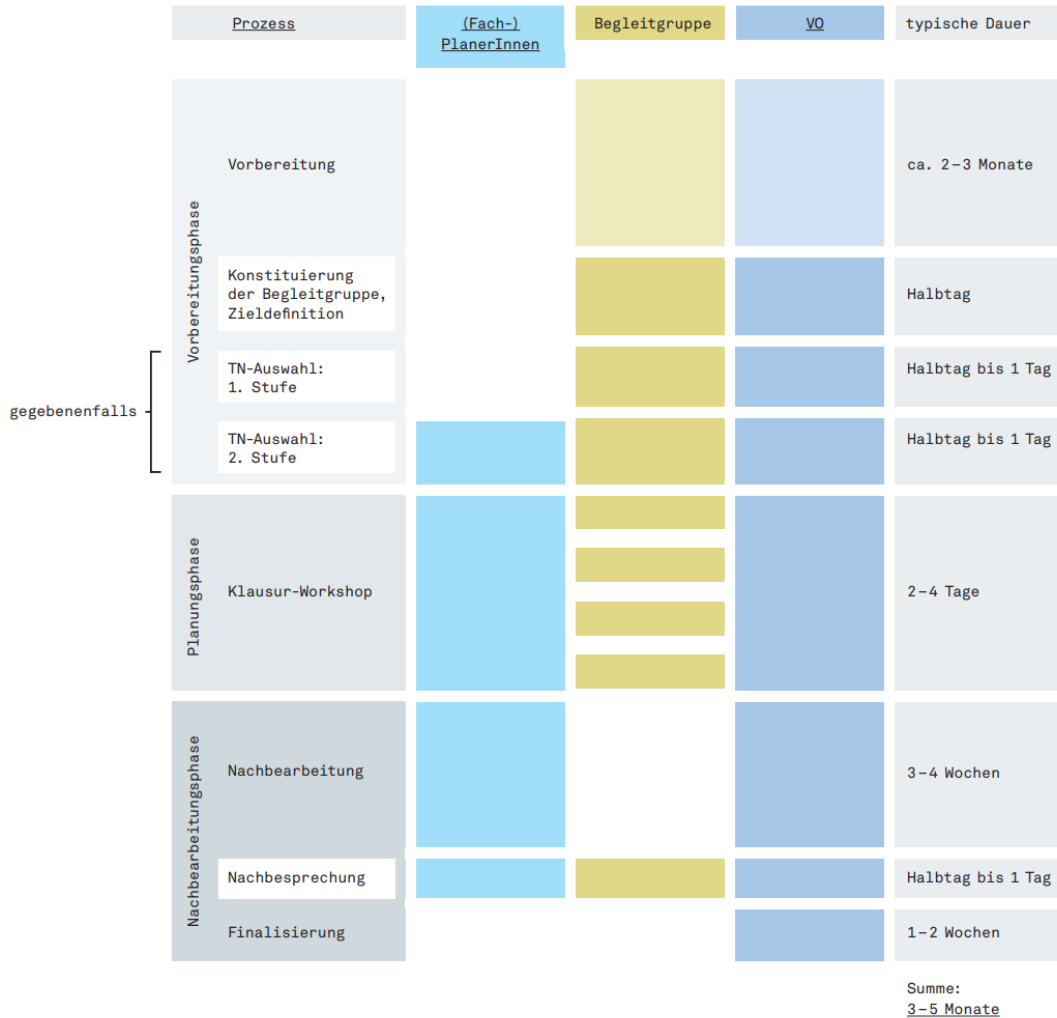 Prozess
(Fach-)
PlanerInnen
Begleitgruppe
VO
typische Dauer
Vorbereitungsphase
Vorbereitung
ca. 2–3 Monate
Konstituierung
der Begleitgruppe,
Zieldefinition
Halbtag
gegebenenfalls
TN-Auswahl:
1. Stufe
Halbtag bis 1 Tag
TN-Auswahl:
2. Stufe
Halbtag bis 1 Tag
Planungsphase
Klausur-Workshop
2–4 Tage
Nachbearbeitungsphase
Nachbearbeitung
3–4 Wochen
Nachbesprechung
Halbtag bis 1 Tag
Finalisierung
1–2 Wochen
Summe:
3–5 Monate